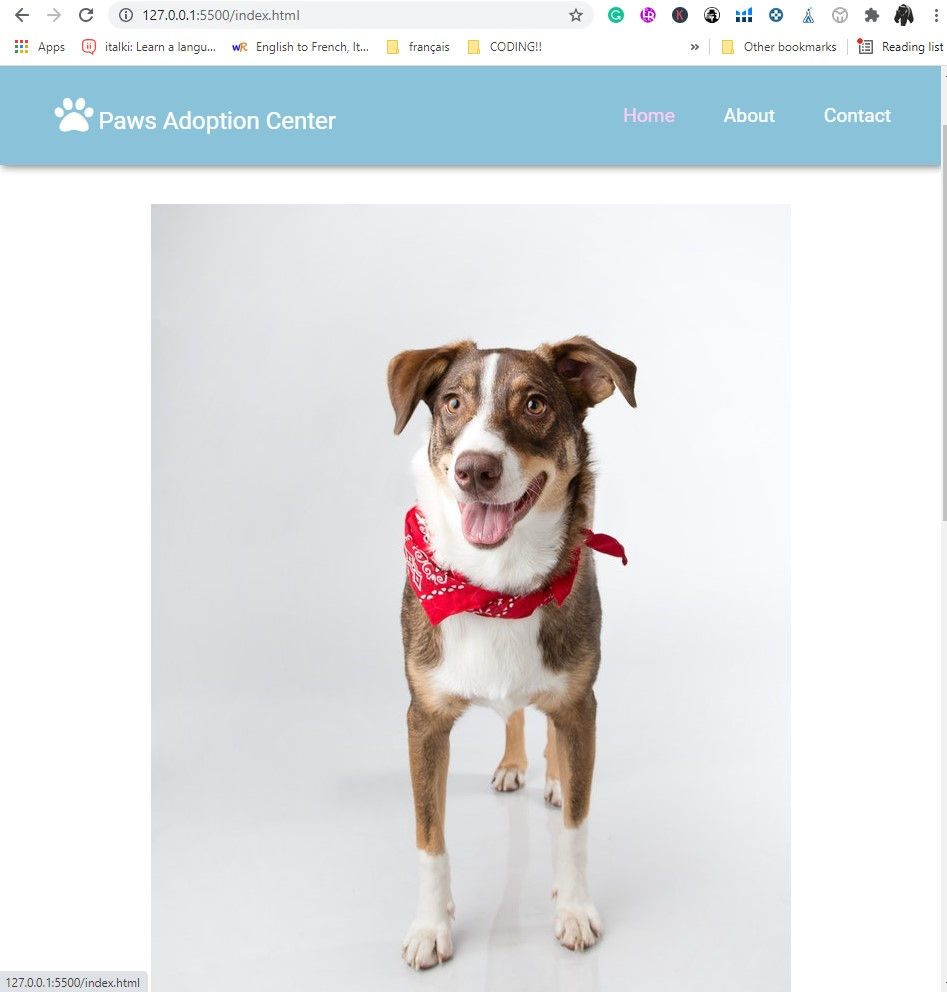 127.0.0.1:5500/index.html
Apps italki: Learn a langu... wR English to French, It... français CODING!! » Other bookmarks Reading list
Paws Adoption Center Home About Contact
127.0.0.1:5500/index.html